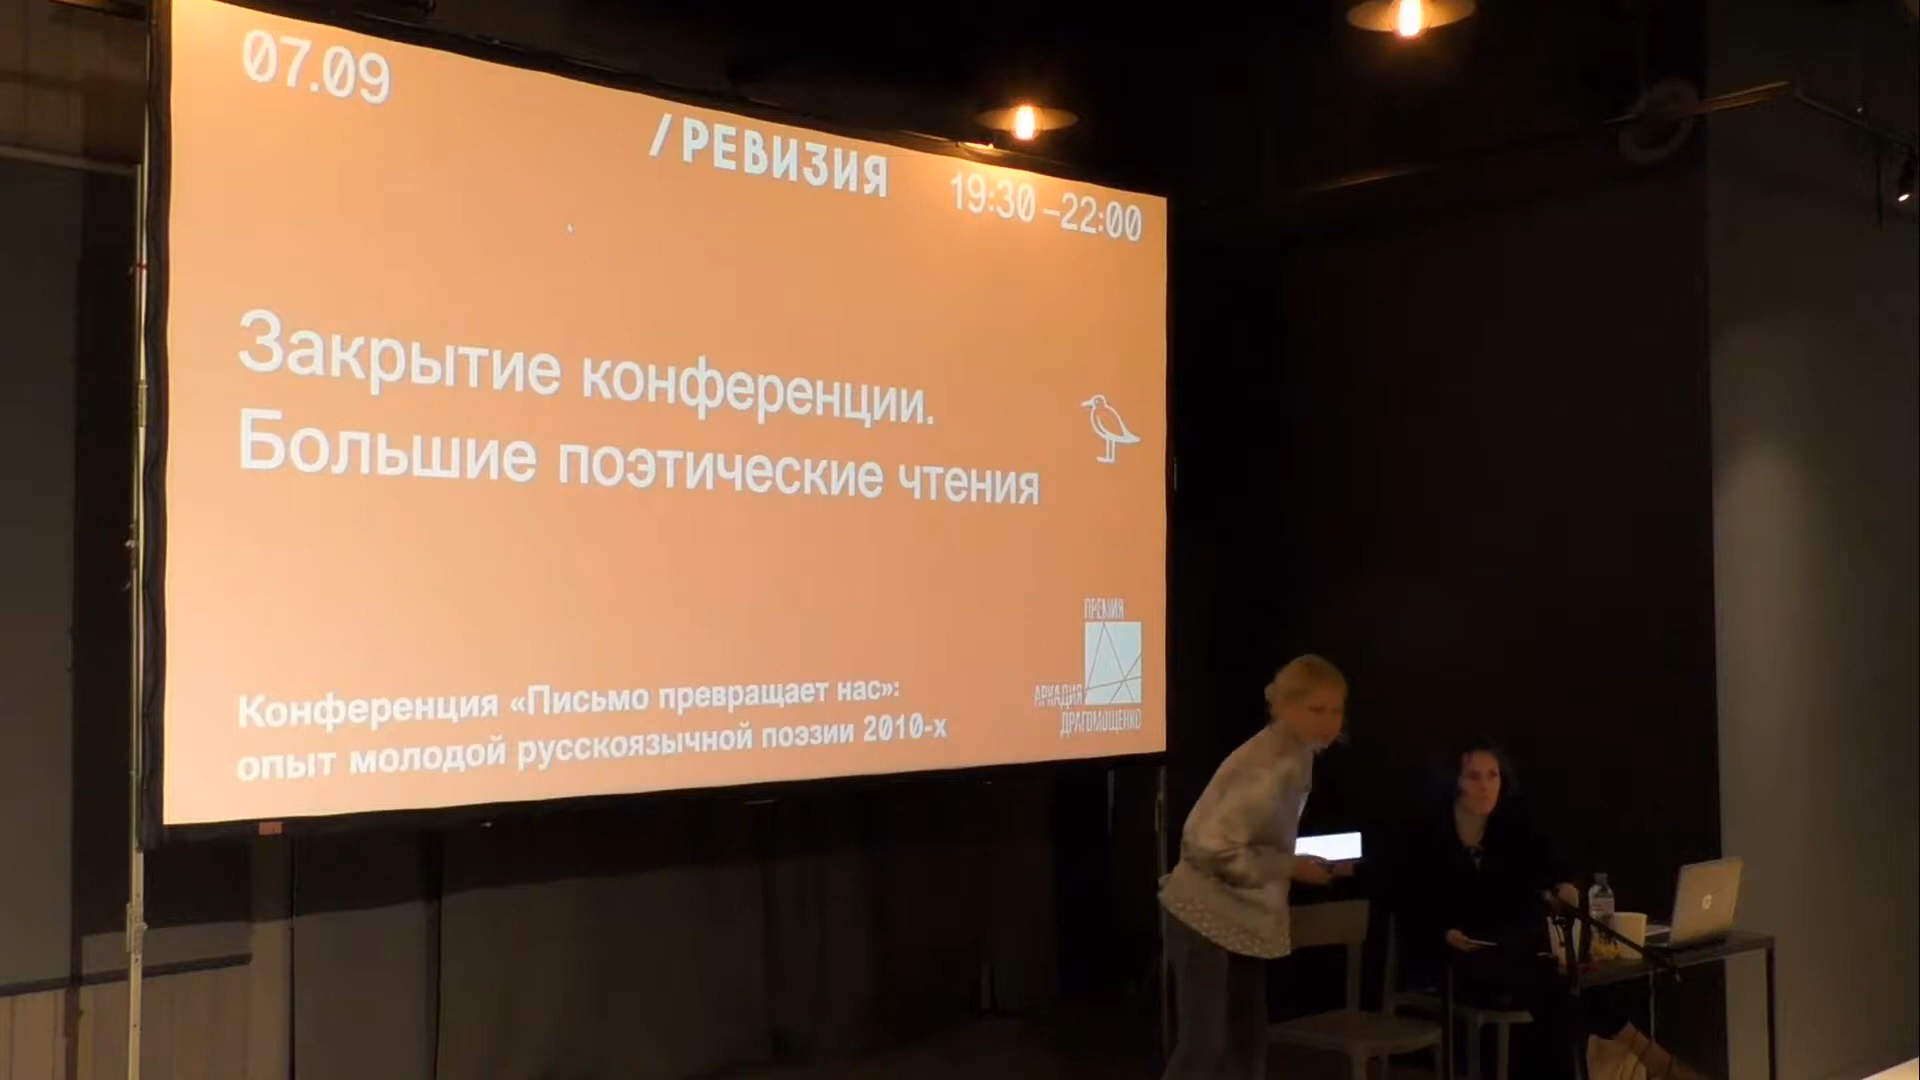 07.09
/РЕВИЗИЯ
19:30–22:00
Закрытие конференции.
Большие поэтические чтения
Конференция «Письмо превращает нас»:
опыт молодой русскоязычной поэзии 2010-х
ПРЕМИЯ
АРКАДИЯ
ДРАГОМОЩЕНКО
hp